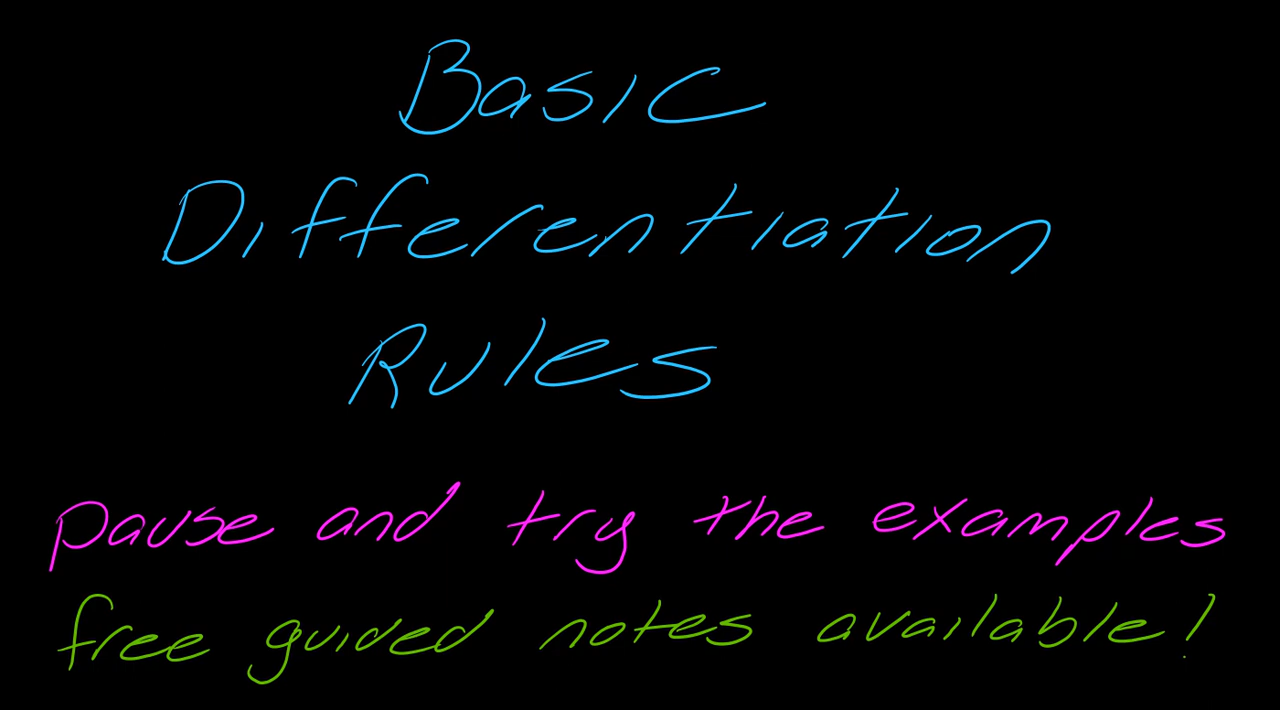 Basic
Differentiation
Rules
pause and try the examples
free guided notes available!